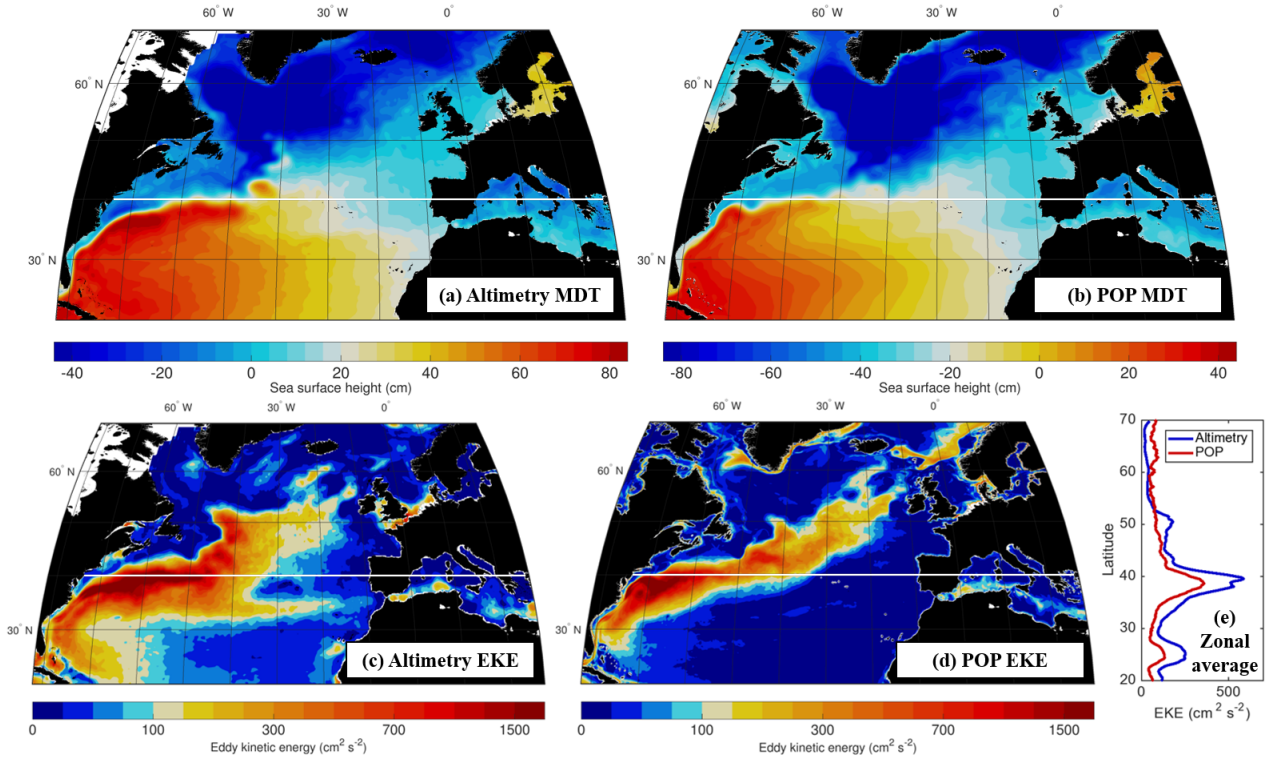 60° W 30° W 0°
60° W 30° W 0°
60° N
60° N
30° N
30° N
(a) Altimetry MDT
(b) POP MDT
-40 -20 0 20 40 60 80
Sea surface height (cm)
-80 -60 -40 -20 0 20 40
Sea surface height (cm)
60° W 30° W 0°
60° W 30° W 0°
60° N
60° N
30° N
30° N
(c) Altimetry EKE
(d) POP EKE
0 100 300 700 1500
Eddy kinetic energy (cm² s⁻²)
0 100 300 700 1500
Eddy kinetic energy (cm² s⁻²)
70
60
50
40
30
20
Latitude
Altimetry
POP
(e)
Zonal
average
0 500
EKE (cm² s⁻²)